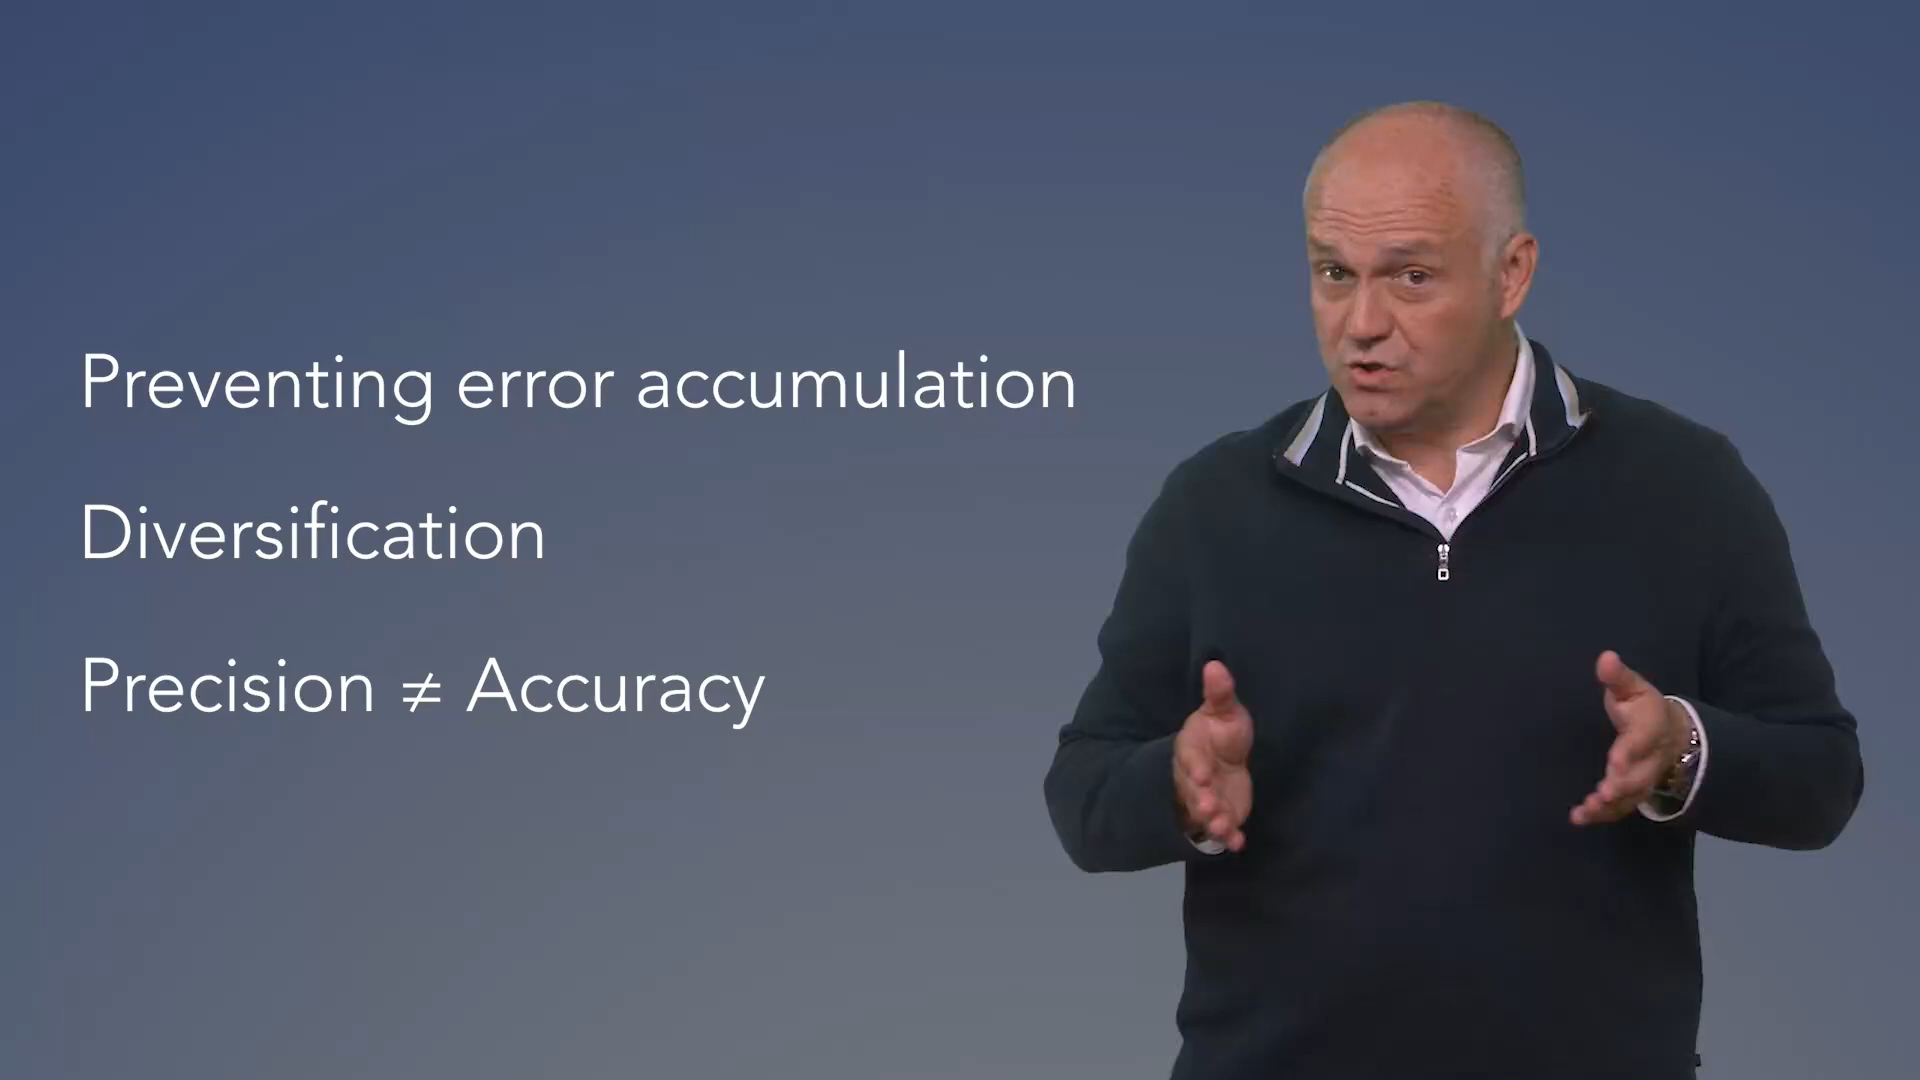 Preventing error accumulation
Diversification
Precision ≠ Accuracy